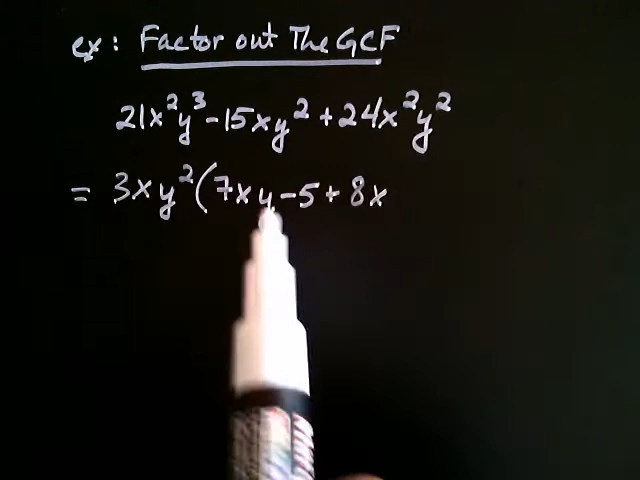 ex: Factor out The GCF
21x²y³ - 15xy² + 24x²y²
= 3xy²(7xy - 5 + 8x